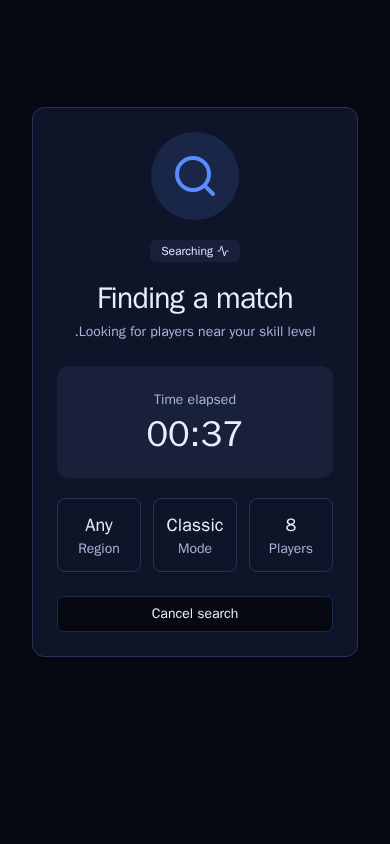 Searching
Finding a match
.Looking for players near your skill level
Time elapsed
00:37
Any
Region
Classic
Mode
8
Players
Cancel search